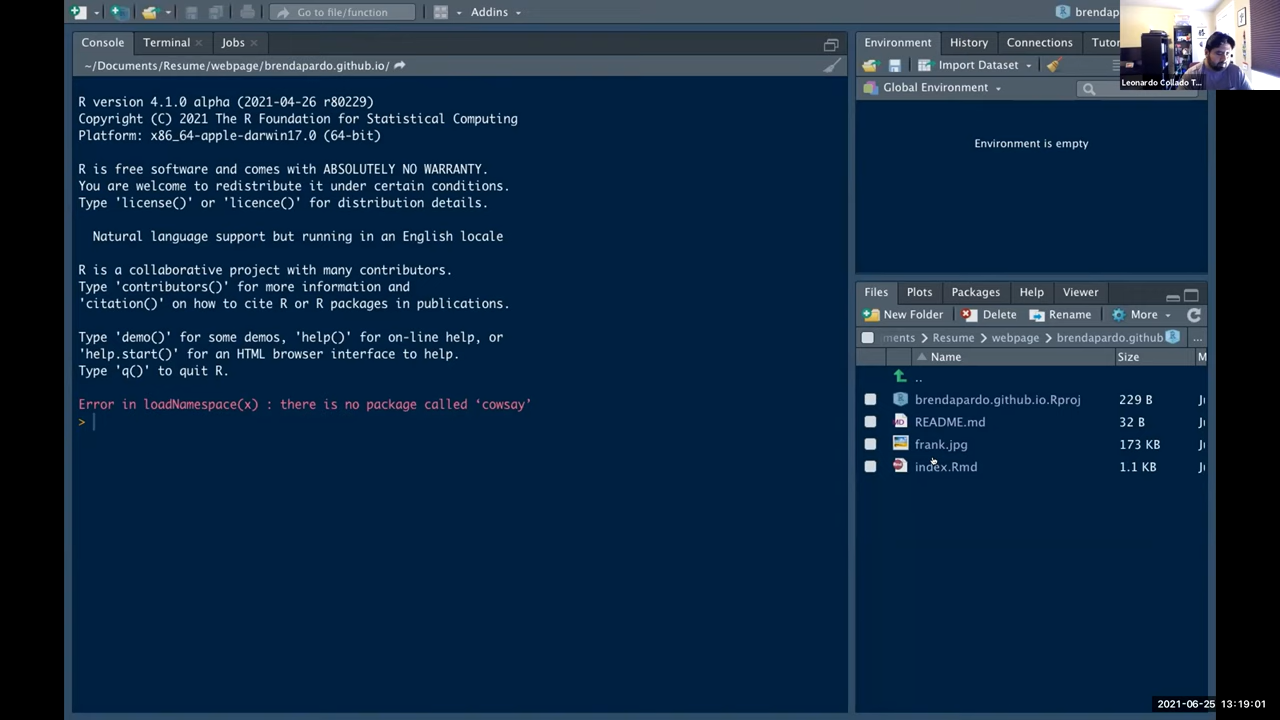 Go to file/function
Addins
brendapardo
Console
Terminal
Jobs
~/Documents/Resume/webpage/brendapardo.github.io/
R version 4.1.0 alpha (2021-04-26 r80229)
Copyright (C) 2021 The R Foundation for Statistical Computing
Platform: x86_64-apple-darwin17.0 (64-bit)
R is free software and comes with ABSOLUTELY NO WARRANTY.
You are welcome to redistribute it under certain conditions.
Type 'license()' or 'licence()' for distribution details.
Natural language support but running in an English locale
R is a collaborative project with many contributors.
Type 'contributors()' for more information and
'citation()' on how to cite R or R packages in publications.
Type 'demo()' for some demos, 'help()' for on-line help, or
'help.start()' for an HTML browser interface to help.
Type 'q()' to quit R.
Error in loadNamespace(x) : there is no package called ‘cowsay’
>
Environment
History
Connections
Tutor
Import Dataset
Global Environment
Environment is empty
Files
Plots
Packages
Help
Viewer
New Folder
Delete
Rename
More
ments
Resume
webpage
brendapardo.github
...
Name
Size
M
..
brendapardo.github.io.Rproj 229 B
README.md 32 B
frank.jpg 173 KB
index.Rmd 1.1 KB
Leonardo Collado T...
2021-06-25 13:19:01